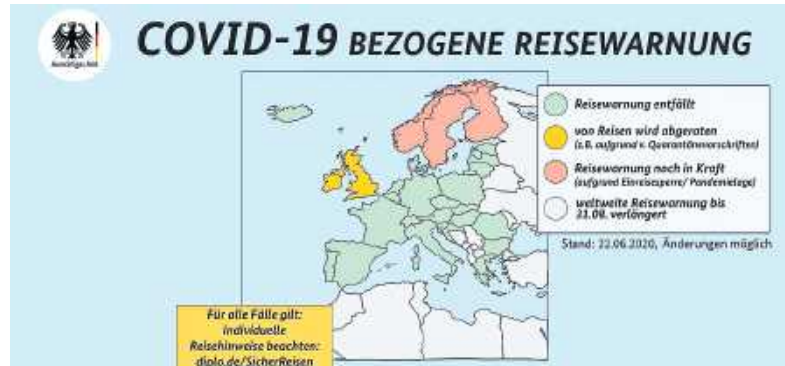 COVID-19 BEZOGENE REISEWARNUNG
Reisewarnung entfällt
von Reisen wird abgeraten
(z.B. aufgrund v. Quarantänevorschriften)
Reisewarnung noch in Kraft
(aufgrund Einreisesperre/ Pandemielage)
weltweite Reisewarnung bis
verlängert
Stand: 22.06.2020, Änderungen möglich
Für alle Fälle gilt:
Individuelle
Reisehinweise beachten:
diplo.de/SicherReisen